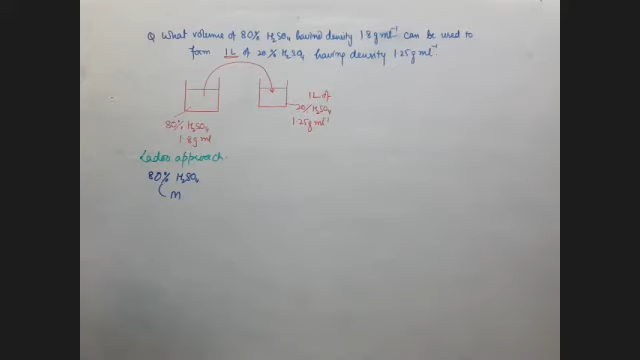 Q What volume of 80% H₂SO₄ having density 1.8 g ml⁻¹ can be used to
form 1L of 20% H₂SO₄ having density 1.25 g ml⁻¹.
1L of
20% H₂SO₄
1.25 g ml⁻¹
80% H₂SO₄
1.8 g ml
approach
80% H₂SO₄
M